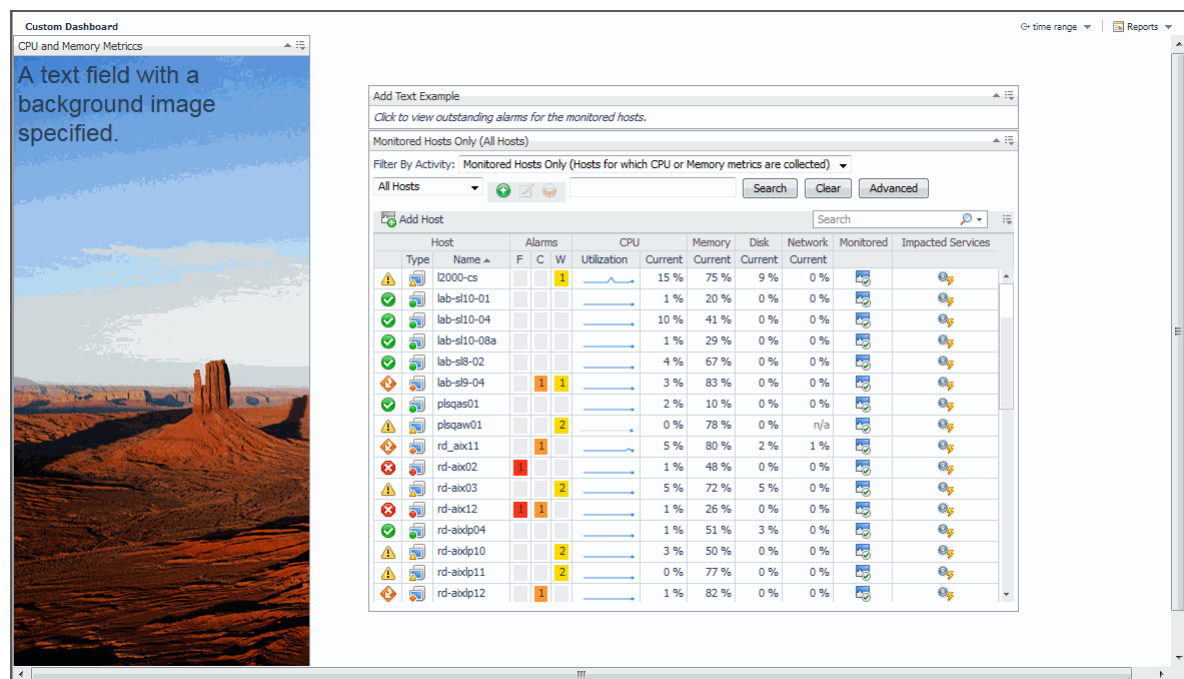 Custom Dashboard
time range
Reports
CPU and Memory Metriccs
A text field with a
background image
specified.
Add Text Example
Click to view outstanding alarms for the monitored hosts.
Monitored Hosts Only (All Hosts)
Filter By Activity: Monitored Hosts Only (Hosts for which CPU or Memory metrics are collected)
All Hosts Search Clear Advanced
Add Host Search
Host Alarms CPU Memory Disk Network Monitored Impacted Services
Type Name F C W Utilization Current Current Current Current
l2000-cs 1 15 % 75 % 9 % 0 %
lab-sl10-01 1 % 20 % 0 % 0 %
lab-sl10-04 10 % 41 % 0 % 0 %
lab-sl10-08a 1 % 29 % 0 % 0 %
lab-sl8-02 4 % 67 % 0 % 0 %
lab-sl9-04 1 1 3 % 83 % 0 % 0 %
plsqas01 2 % 10 % 0 % 0 %
plsqaw01 2 0 % 78 % 0 % n/a
rd_aix11 1 5 % 80 % 2 % 1 %
rd-aix02 1 1 % 48 % 0 % 0 %
rd-aix03 2 5 % 72 % 5 % 0 %
rd-aix12 1 1 1 % 26 % 0 % 0 %
rd-aixlp04 1 % 51 % 3 % 0 %
rd-aixlp10 2 3 % 50 % 0 % 0 %
rd-aixlp11 2 0 % 77 % 0 % 0 %
rd-aixlp12 1 1 % 82 % 0 % 0 %